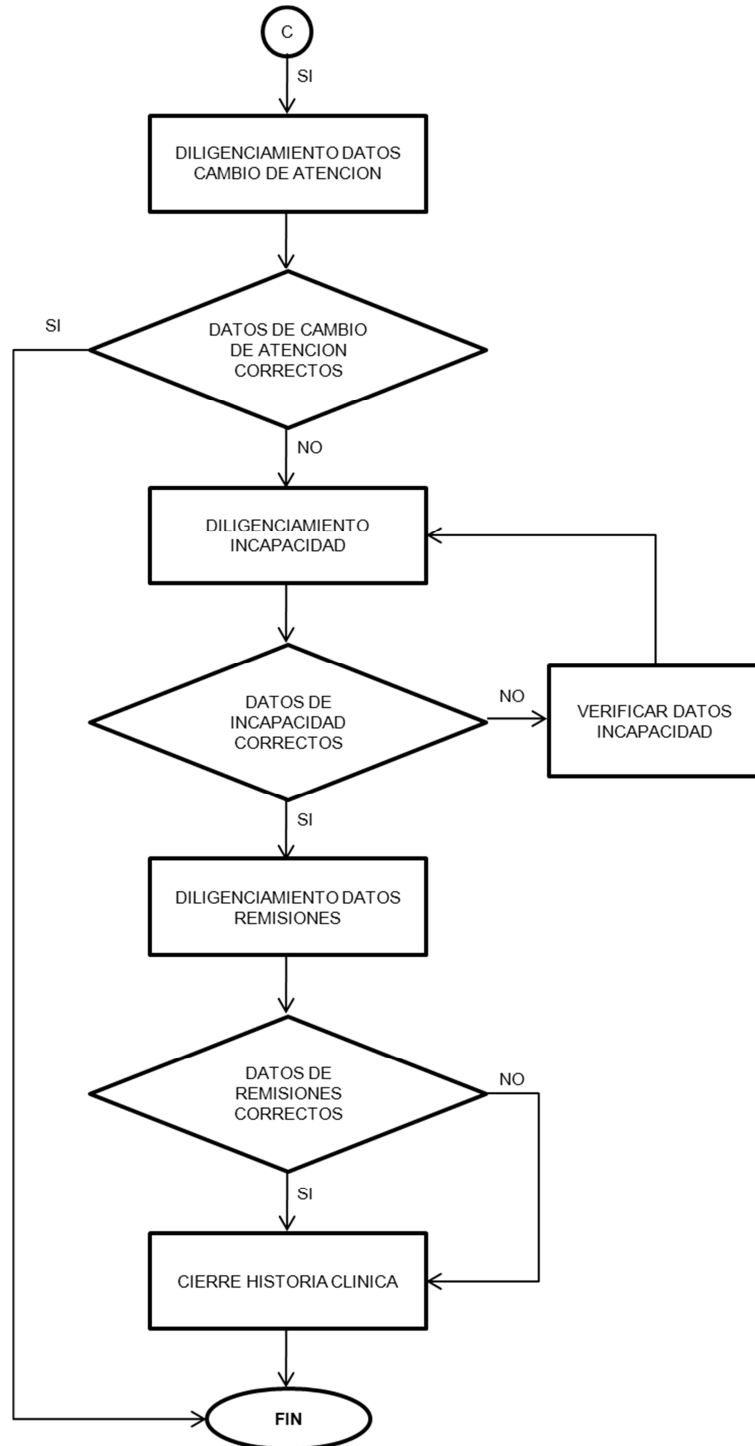 C
SI
DILIGENCIAMIENTO DATOS
CAMBIO DE ATENCION
SI
DATOS DE CAMBIO
DE ATENCION
CORRECTOS
NO
DILIGENCIAMIENTO
INCAPACIDAD
DATOS DE
INCAPACIDAD
CORRECTOS
NO
VERIFICAR DATOS
INCAPACIDAD
SI
DILIGENCIAMIENTO DATOS
REMISIONES
DATOS DE
REMISIONES
CORRECTOS
NO
SI
CIERRE HISTORIA CLINICA
FIN